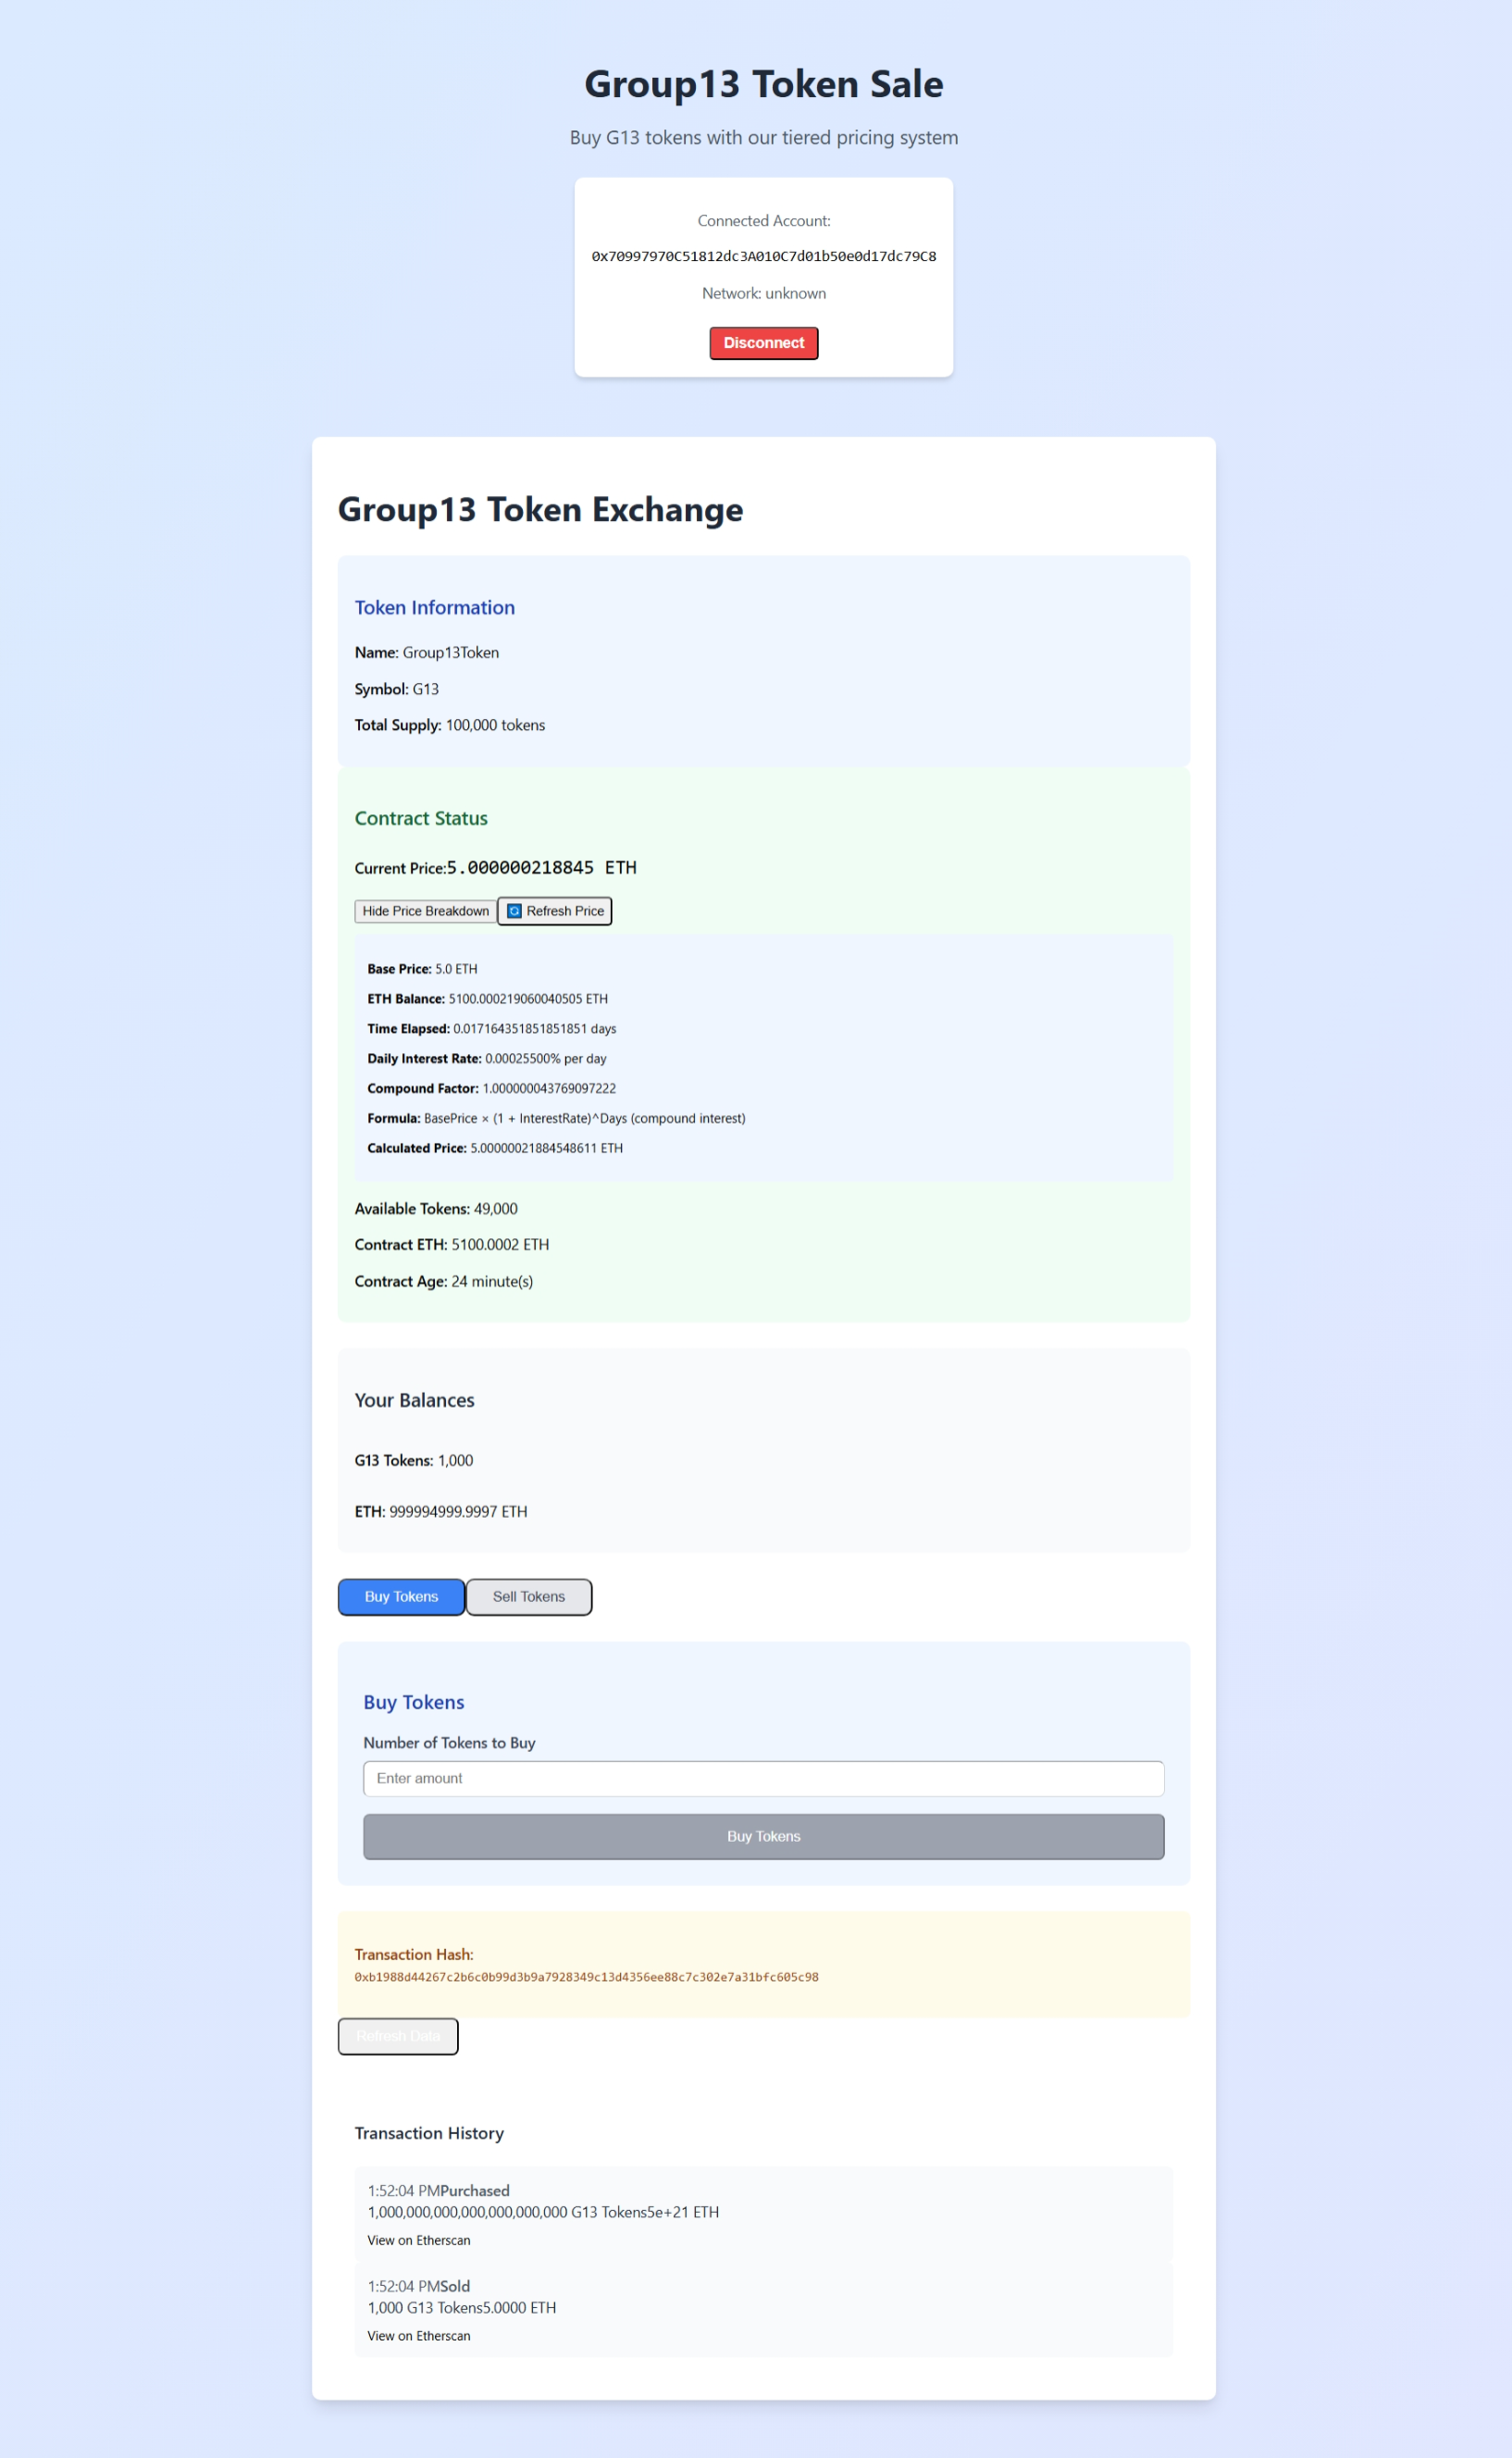 Group13 Token Sale
Buy G13 tokens with our tiered pricing system
Connected Account:
0x70997970C51812dc3A010C7d01b50e0d17dc79C8
Network: unknown
Disconnect
Group13 Token Exchange
Token Information
Name: Group13Token
Symbol: G13
Total Supply: 100,000 tokens
Contract Status
Current Price:5.000000218845 ETH
Hide Price Breakdown
Refresh Price
Base Price: 5.0 ETH
ETH Balance: 5100.000219060040505 ETH
Time Elapsed: 0.017164351851851851 days
Daily Interest Rate: 0.00025500% per day
Compound Factor: 1.000000043769097222
Formula: BasePrice × (1 + InterestRate)^Days (compound interest)
Calculated Price: 5.00000021884548611 ETH
Available Tokens: 49,000
Contract ETH: 5100.0002 ETH
Contract Age: 24 minute(s)
Your Balances
G13 Tokens: 1,000
ETH: 999994999.9997 ETH
Buy Tokens
Sell Tokens
Buy Tokens
Number of Tokens to Buy
Enter amount
Buy Tokens
Transaction Hash:
0xb1988d44267c2b6c0b99d3b9a7928349c13d4356ee88c7c302e7a31bfc605c98
Refresh Data
Transaction History
1:52:04 PMPurchased
1,000,000,000,000,000,000,000 G13 Tokens5e+21 ETH
View on Etherscan
1:52:04 PMSold
1,000 G13 Tokens5.0000 ETH
View on Etherscan